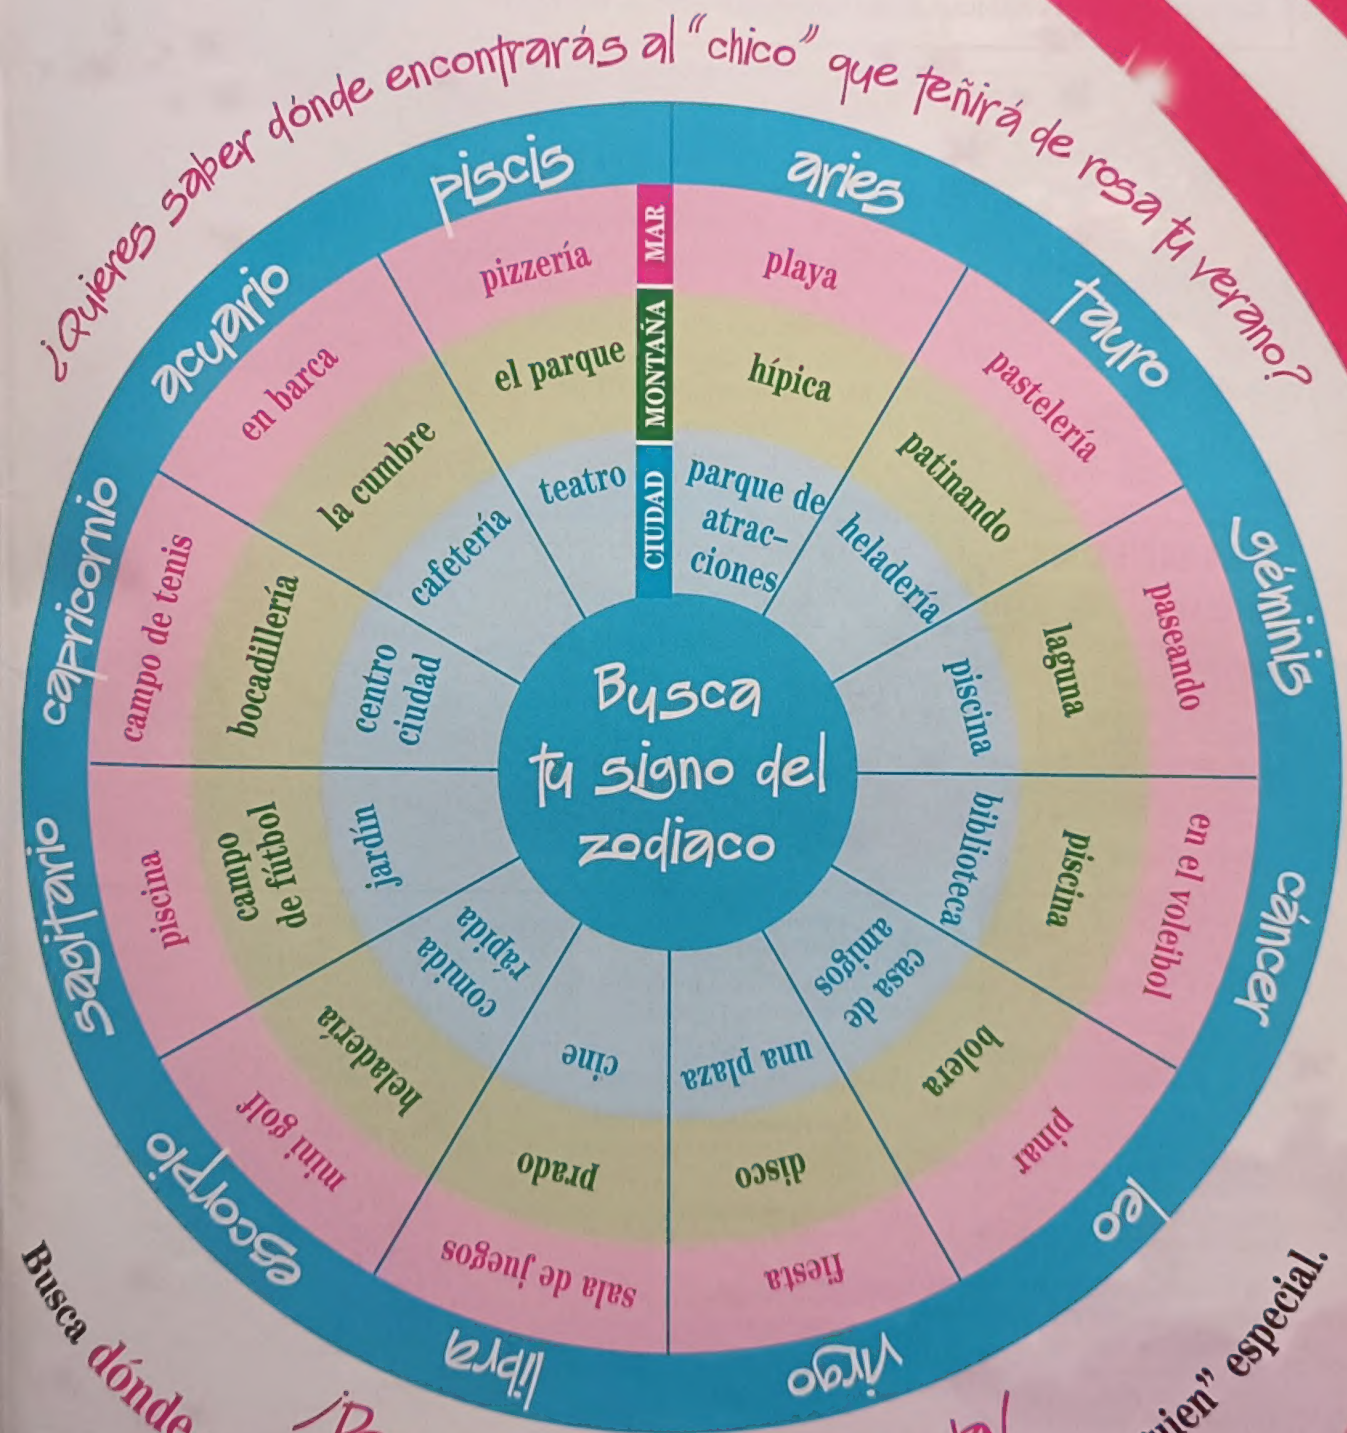 ¿Quieres saber dónde encontrarás al “chico” que teñirá de rosa tu verano?
piscis
aries
tauro
géminis
cáncer
leo
virgo
libra
escorpio
sagitario
capricornio
acuario
MAR
MONTAÑA
CIUDAD
playa
hípica
parque de
atrac-
ciones
pastelería
patinando
heladería
paseando
laguna
piscina
en el voleibol
piscina
biblioteca
pinar
bolera
casa de
amigos
fiesta
disco
una plaza
sala de juegos
prado
cine
mini golf
heladería
comida
rápida
piscina
campo
de fútbol
jardín
campo de tenis
bocadillería
centro
ciudad
en barca
la cumbre
cafetería
pizzería
el parque
teatro
Busca
tu signo del
zodiaco
Busca dónde
especial.